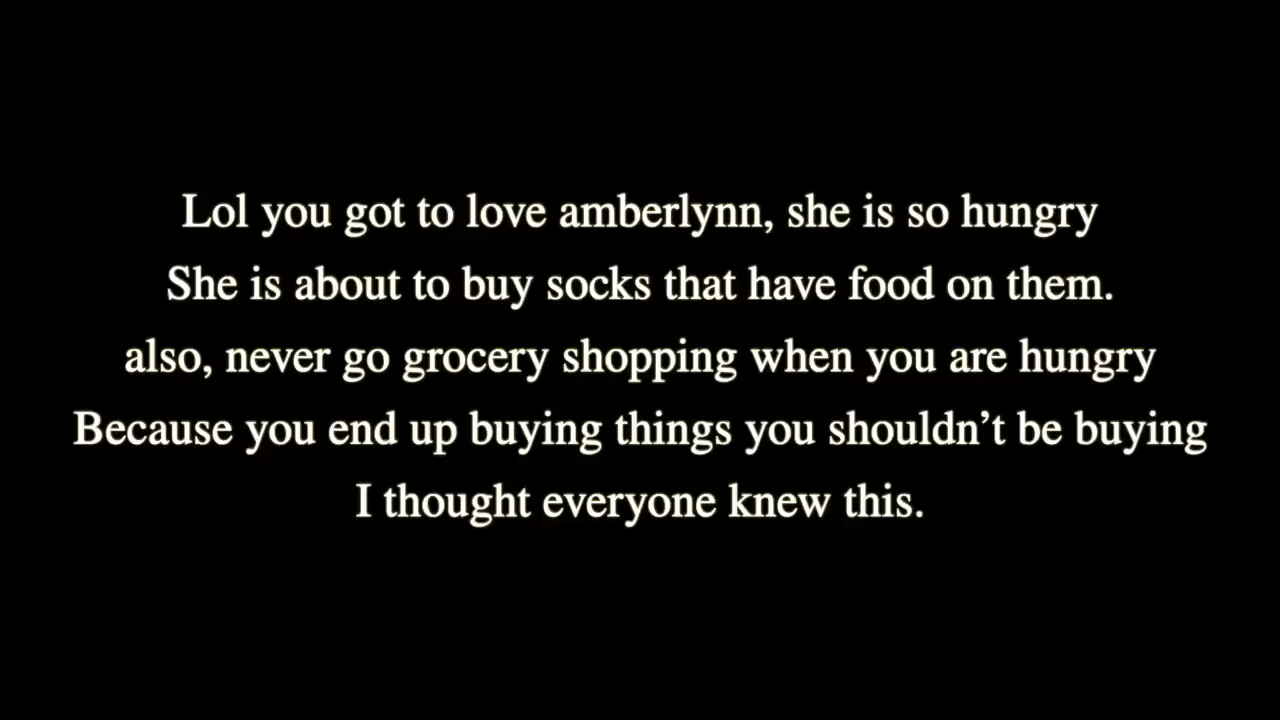 Lol you got to love amberlynn, she is so hungry
She is about to buy socks that have food on them.
also, never go grocery shopping when you are hungry
Because you end up buying things you shouldn’t be buying
I thought everyone knew this.